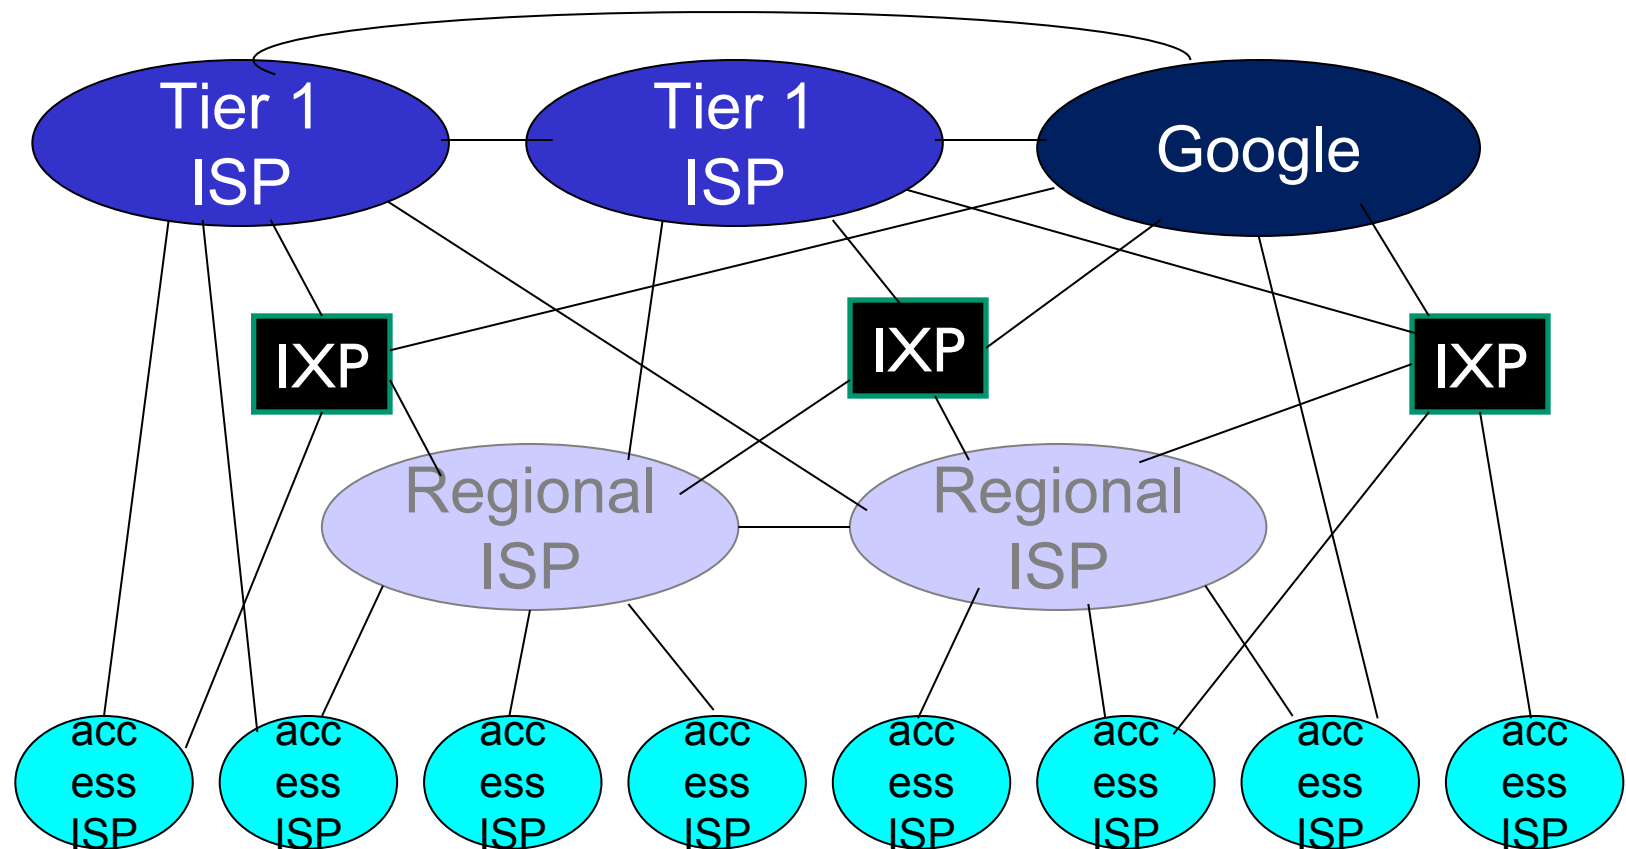 Tier 1
ISP
Tier 1
ISP
Google
IXP
IXP
IXP
Regional
ISP
Regional
ISP
acc
ess
ISP
acc
ess
ISP
acc
ess
ISP
acc
ess
ISP
acc
ess
ISP
acc
ess
ISP
acc
ess
ISP
acc
ess
ISP